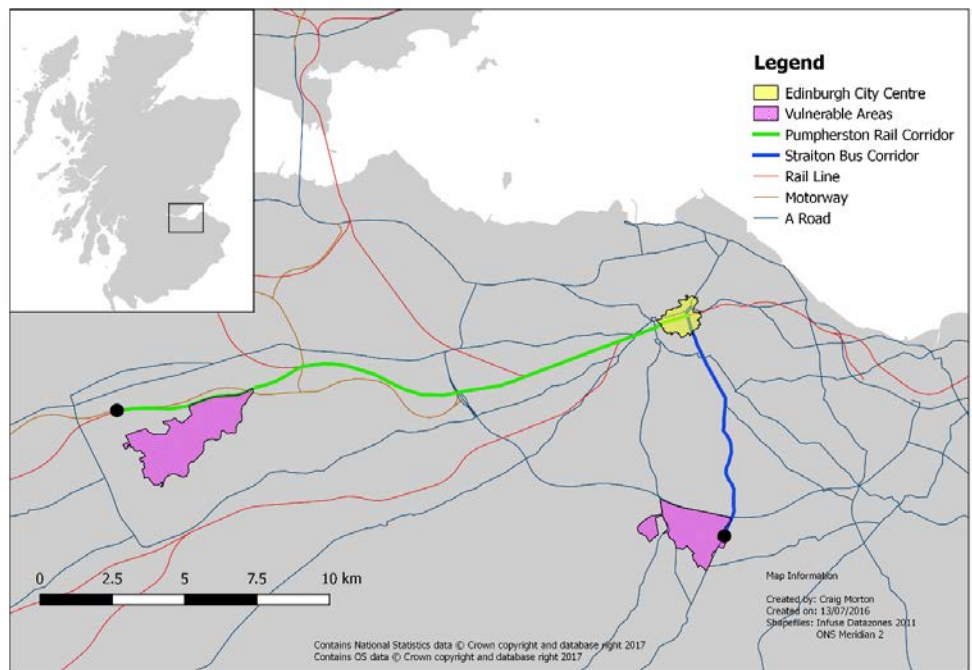 Legend
Edinburgh City Centre
Vulnerable Areas
Pumpherston Rail Corridor
Straiton Bus Corridor
Rail Line
Motorway
A Road
0 2.5 5 7.5 10 km
Map Information
Created by: Craig Morton
Created on: 13/07/2016
Shapefiles: Infuse Datazones 2011
ONS Meridian 2
Contains National Statistics data © Crown copyright and database right 2017
Contains OS data © Crown copyright and database right 2017